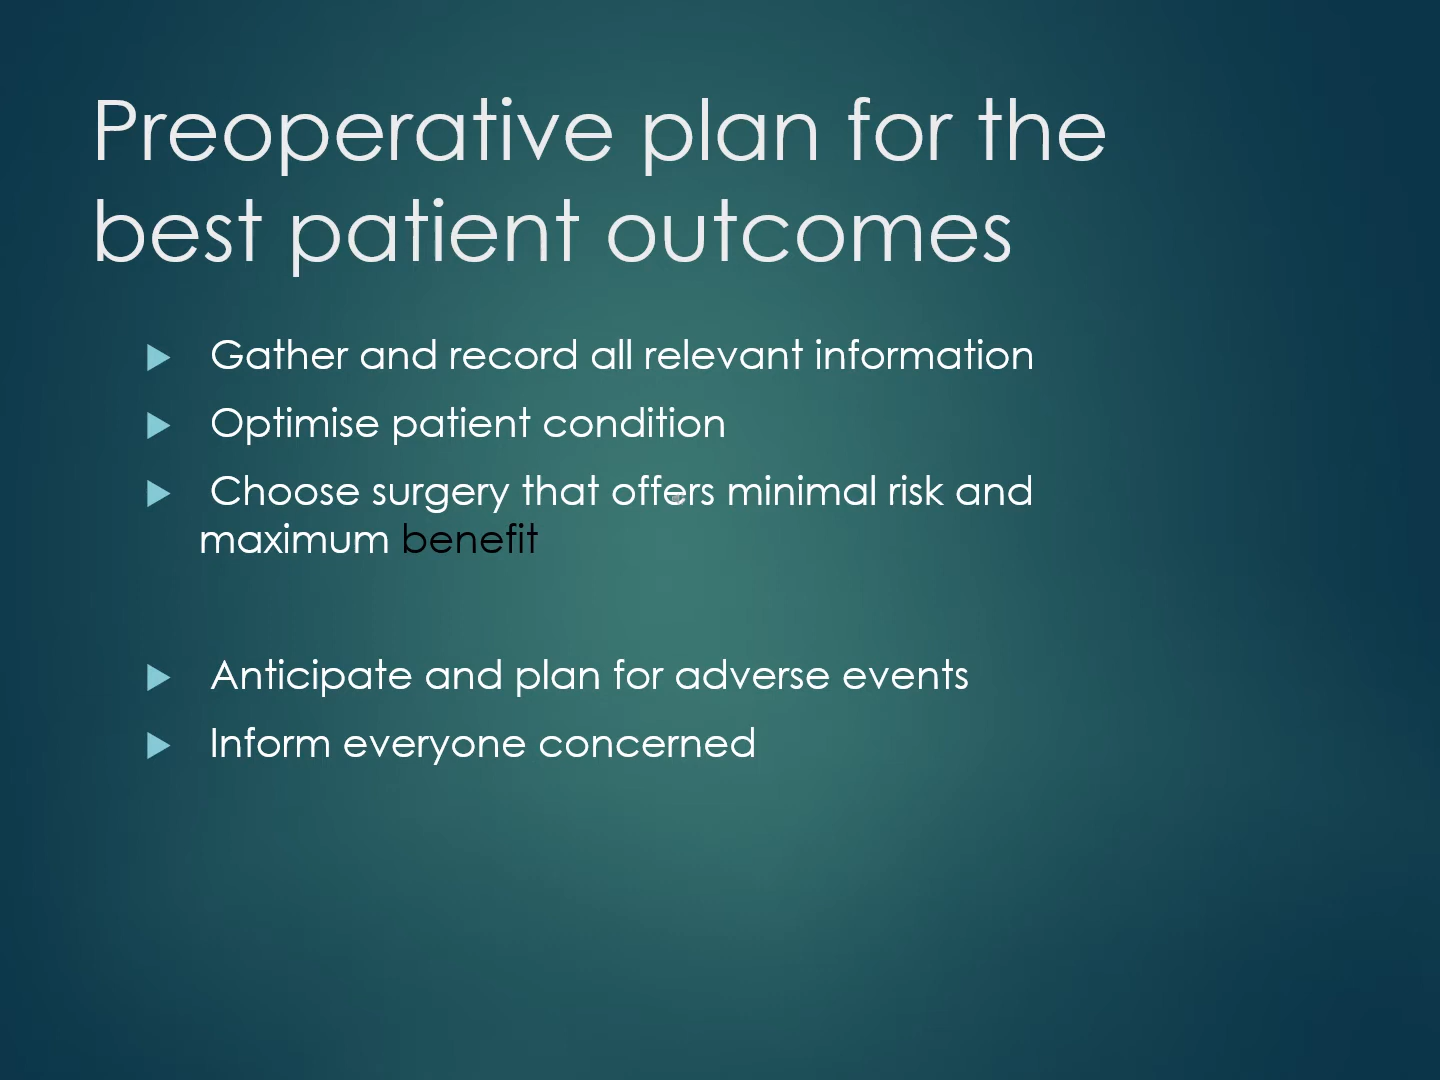 Preoperative plan for the
best patient outcomes
Gather and record all relevant information
Optimise patient condition
Choose surgery that offers minimal risk and
maximum benefit
Anticipate and plan for adverse events
Inform everyone concerned